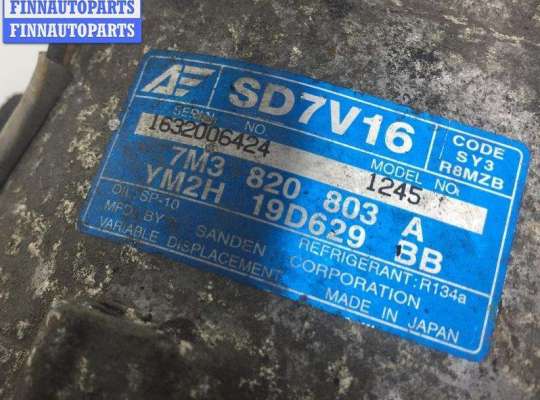 FINNAUTOPARTS
FINNAUTOPARTS
SD7V16
CODE
SY3
R8MZB
SERIAL NO.
1632006424
MODEL NO.
1245
7M3 820 803 A
YM2H 19D629 BB
OIL: SP-10
REFRIGERANT: R134a
MFD. BY SANDEN CORPORATION
VARIABLE DISPLACEMENT
MADE IN JAPAN